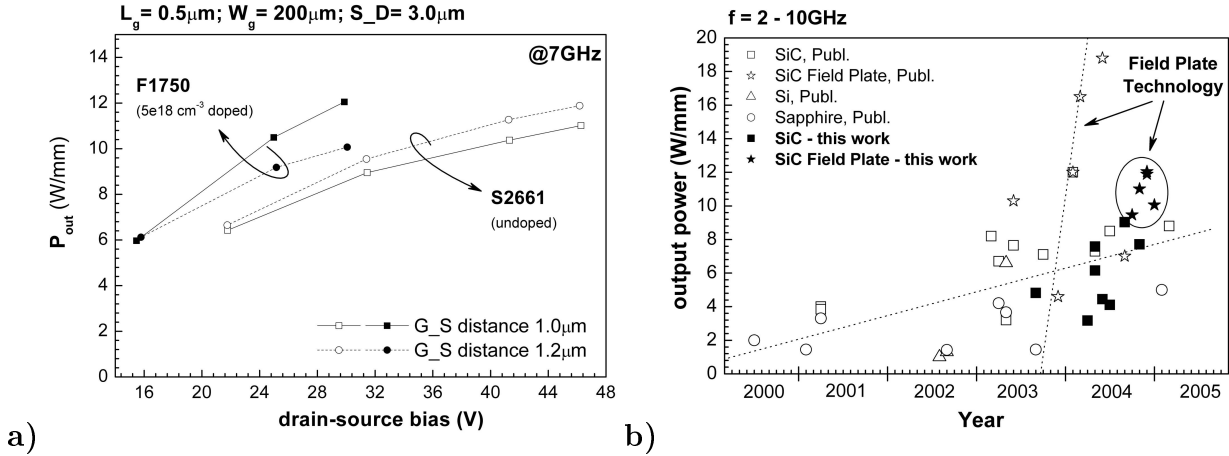 L_g= 0.5μm; W_g= 200μm; S_D= 3.0μm
14
12
10
8
6
4
2
0
P_out (W/mm)
@7GHz
F1750
(5e18 cm^-3 doped)
S2661
(undoped)
G_S distance 1.0μm
G_S distance 1.2μm
16 20 24 28 32 36 40 44 48
drain-source bias (V)
a)
f = 2 - 10GHz
20
18
16
14
12
10
8
6
4
2
0
output power (W/mm)
SiC, Publ.
SiC Field Plate, Publ.
Si, Publ.
Sapphire, Publ.
SiC - this work
SiC Field Plate - this work
Field Plate
Technology
2000 2001 2002 2003 2004 2005
Year
b)